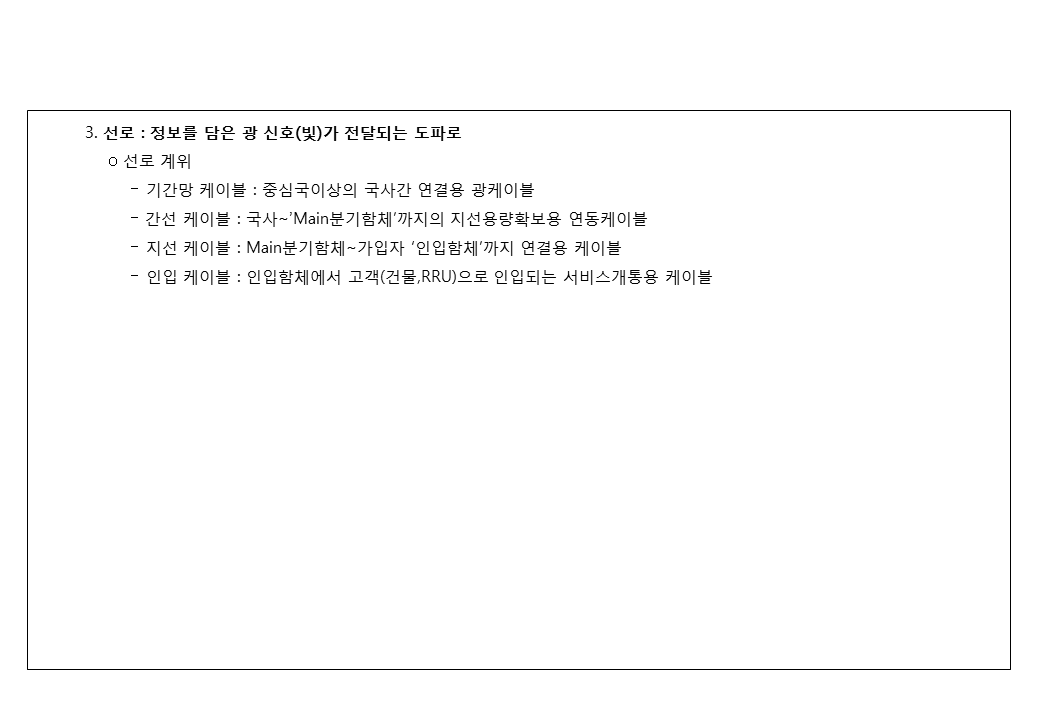 3. 선로 : 정보를 담은 광 신호(빛)가 전달되는 도파로
ㅇ 선로 계위
- 기간망 케이블 : 중심국이상의 국사간 연결용 광케이블
- 간선 케이블 : 국사~’Main분기함체’까지의 지선용량확보용 연동케이블
- 지선 케이블 : Main분기함체~가입자 ‘인입함체’까지 연결용 케이블
- 인입 케이블 : 인입함체에서 고객(건물,RRU)으로 인입되는 서비스개통용 케이블